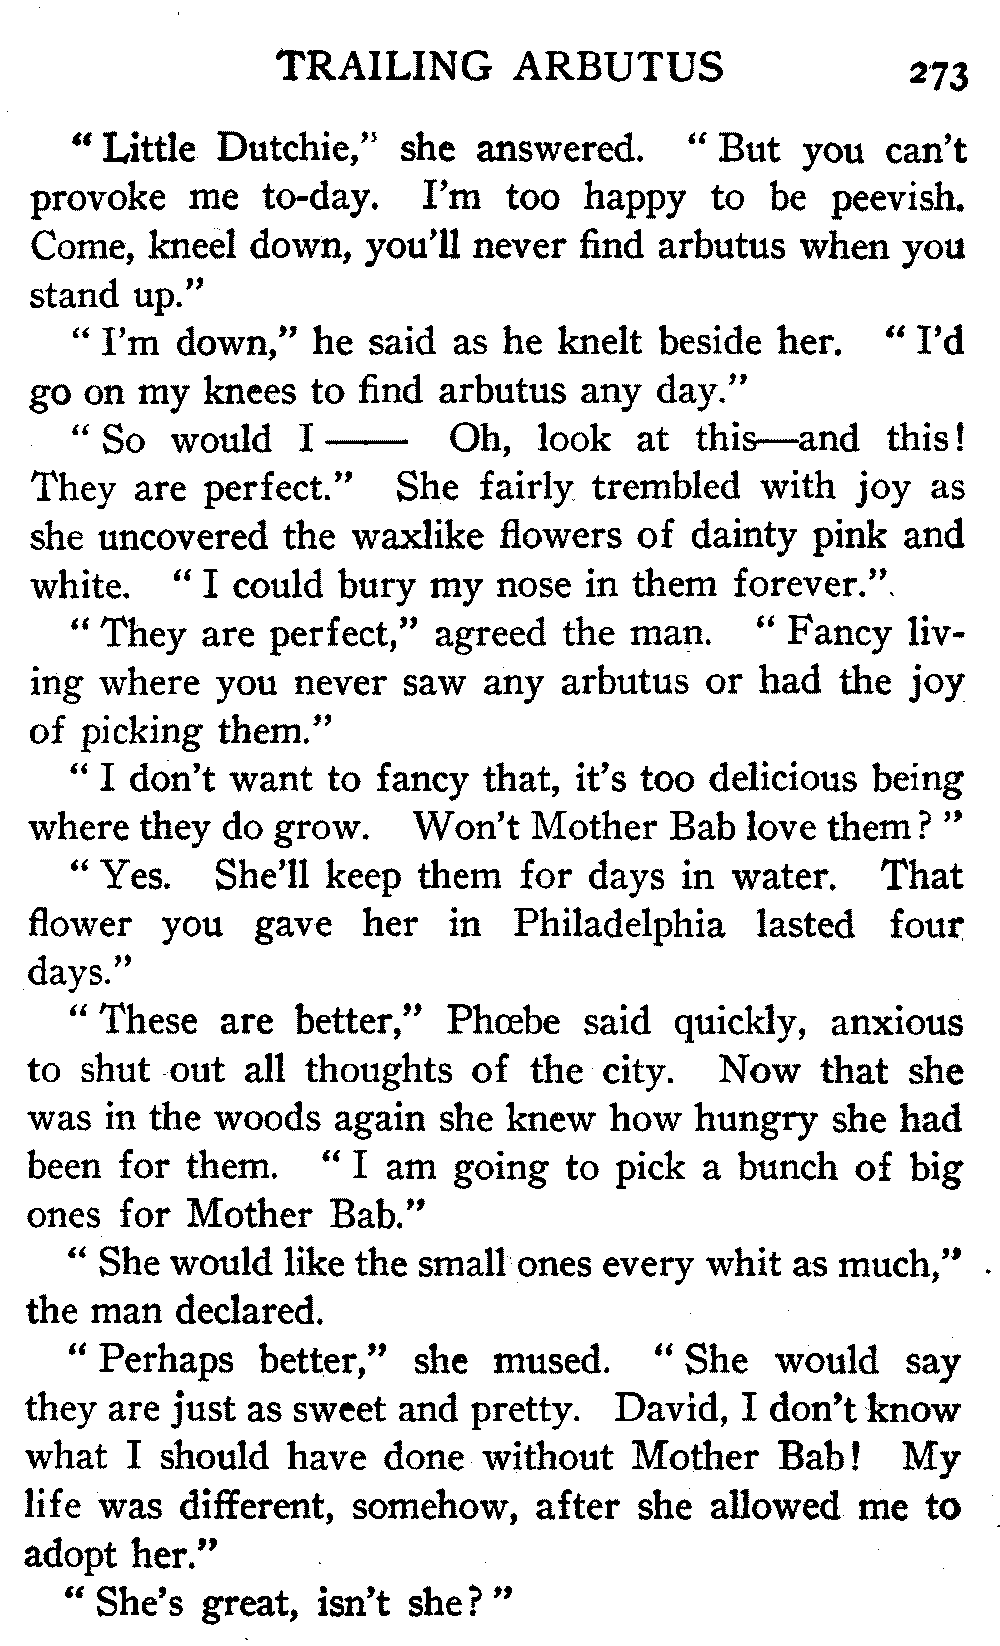 TRAILING ARBUTUS 273
“ Little Dutchie,” she answered. “ But you can’t
provoke me to-day. I’m too happy to be peevish.
Come, kneel down, you’ll never find arbutus when you
stand up.”
“ I’m down,” he said as he knelt beside her. “ I’d
go on my knees to find arbutus any day.”
“ So would I—— Oh, look at this—and this!
They are perfect.” She fairly trembled with joy as
she uncovered the waxlike flowers of dainty pink and
white. “ I could bury my nose in them forever.”
“ They are perfect,” agreed the man. “ Fancy liv-
ing where you never saw any arbutus or had the joy
of picking them.”
“ I don’t want to fancy that, it’s too delicious being
where they do grow. Won’t Mother Bab love them? ”
“ Yes. She’ll keep them for days in water. That
flower you gave her in Philadelphia lasted four
days.”
“ These are better,” Phœbe said quickly, anxious
to shut out all thoughts of the city. Now that she
was in the woods again she knew how hungry she had
been for them. “ I am going to pick a bunch of big
ones for Mother Bab.”
“ She would like the small ones every whit as much,”
the man declared.
“ Perhaps better,” she mused. “ She would say
they are just as sweet and pretty. David, I don’t know
what I should have done without Mother Bab! My
life was different, somehow, after she allowed me to
adopt her.”
“ She’s great, isn’t she? ”